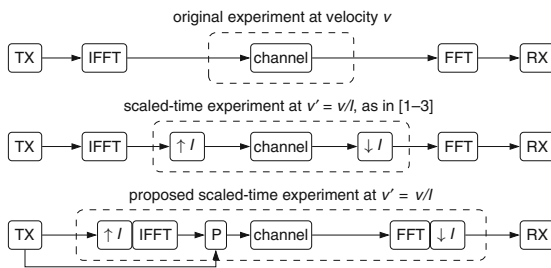 original experiment at velocity v
TX IFFT channel FFT RX
scaled-time experiment at v' = v/I, as in [1–3]
TX IFFT ↑ I channel ↓ I FFT RX
proposed scaled-time experiment at v' = v/I
TX ↑ I IFFT P channel FFT ↓ I RX